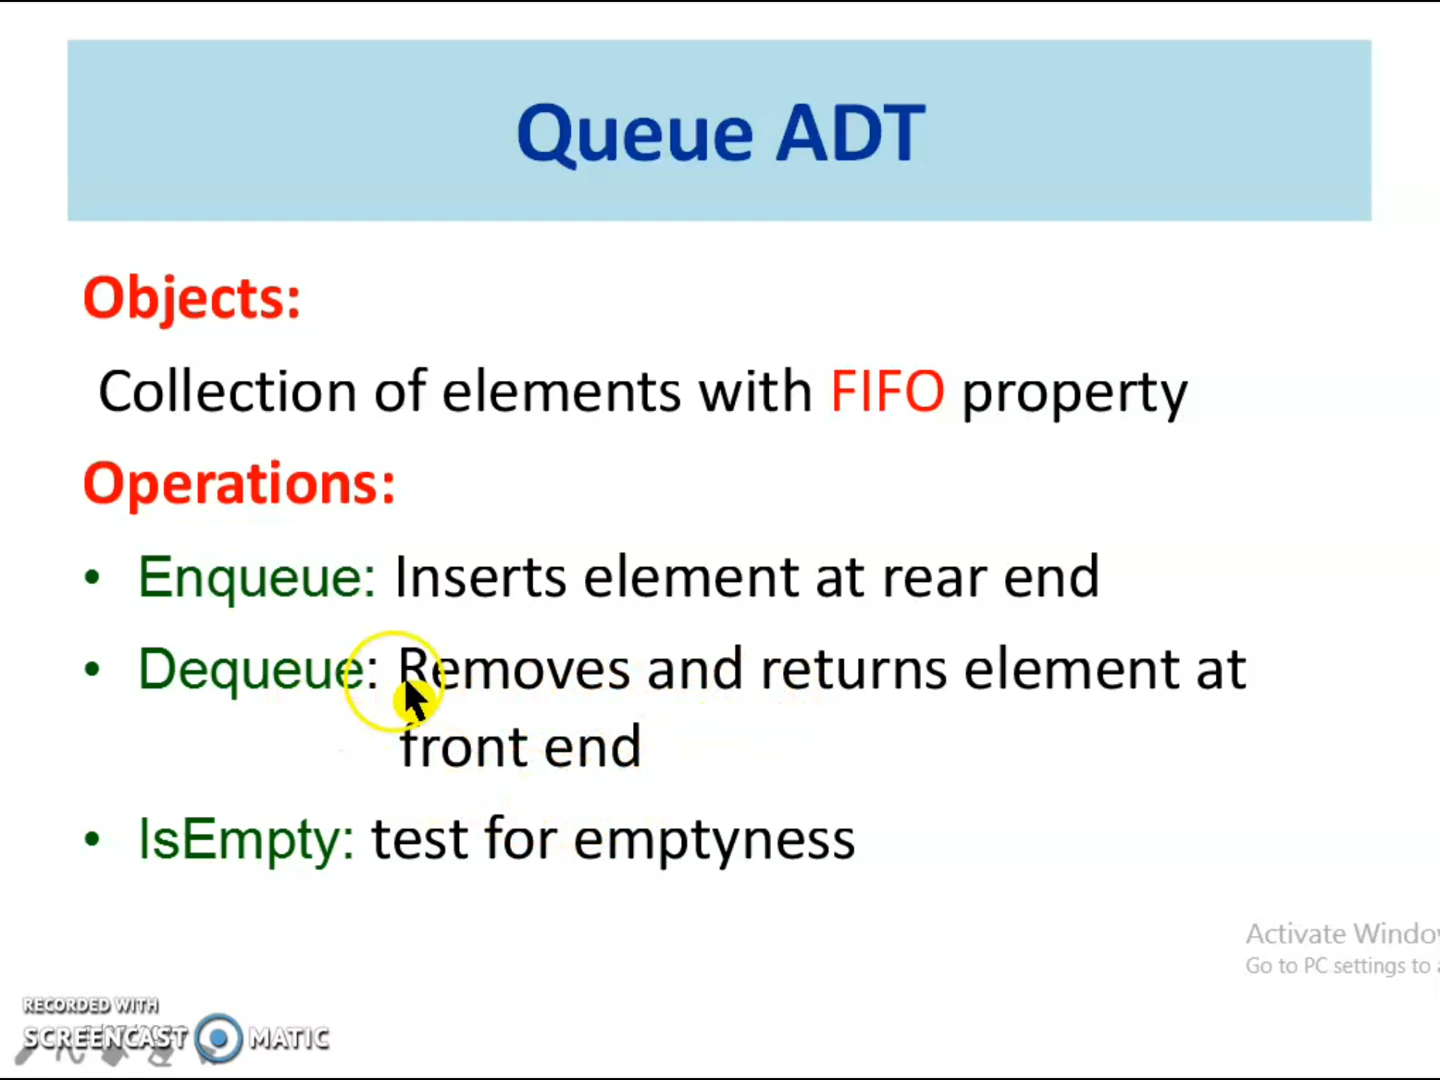 Queue ADT
Objects:
Collection of elements with FIFO property
Operations:
• Enqueue: Inserts element at rear end
• Dequeue: Removes and returns element at
front end
• IsEmpty: test for emptyness
Activate Windo
Go to PC settings to a
RECORDED WITH
SCREENCAST MATIC